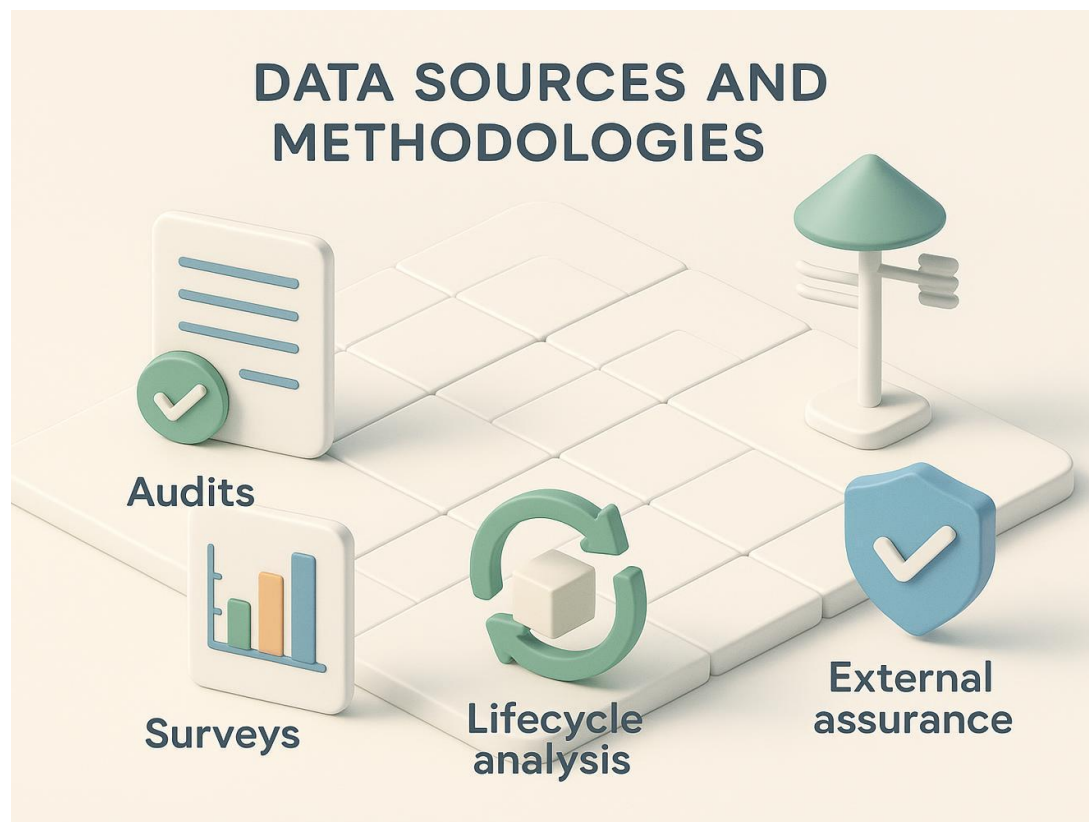 DATA SOURCES AND
METHODOLOGIES
Audits
Surveys
Lifecycle
analysis
External
assurance